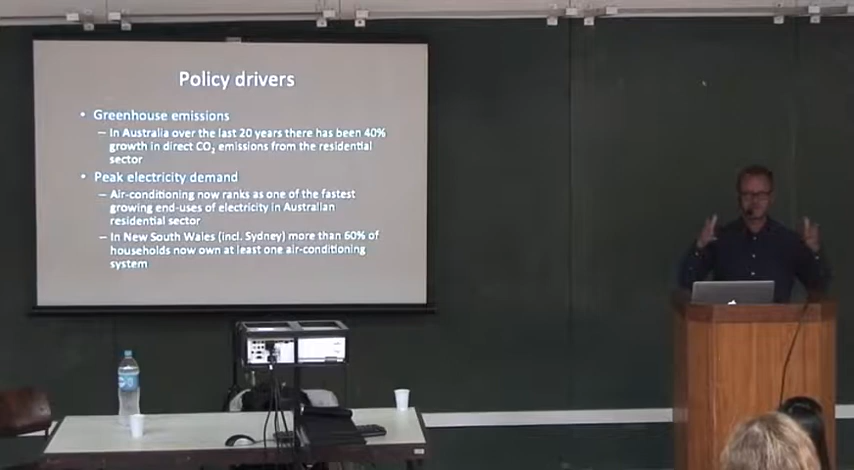 Policy drivers
• Greenhouse emissions
– In Australia over the last 20 years there has been 40%
growth in direct CO₂ emissions from the residential
sector
• Peak electricity demand
– Air-conditioning now ranks as one of the fastest
growing end-uses of electricity in Australian
residential sector
– In New South Wales (incl. Sydney) more than 60% of
households now own at least one air-conditioning
system